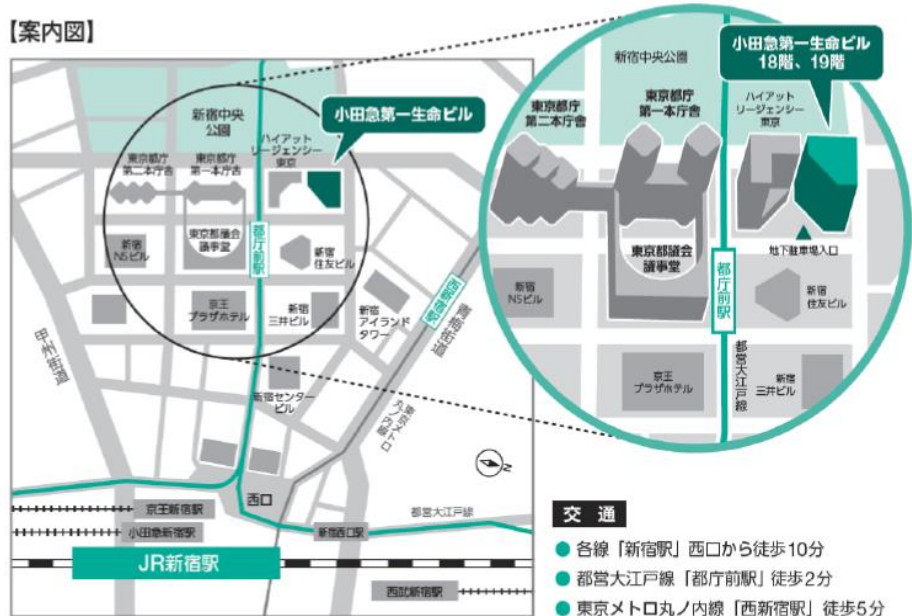 【案内図】
新宿中央
公園
小田急第一生命ビル
ハイアット
リージェンシー
東京
東京都庁
第二本庁舎
東京都庁
第一本庁舎
都庁前駅
新宿
NSビル
東京都議会
議事堂
新宿
住友ビル
京王
プラザホテル
新宿
三井ビル
新宿
アイランド
タワー
西新宿駅
青梅街道
甲州街道
新宿センター
ビル
東京メトロ
丸ノ内線
N
西口
京王新宿駅
小田急新宿駅
新宿西口駅
都営大江戸線
JR新宿駅
西武新宿駅
小田急第一生命ビル
18階、19階
新宿中央公園
東京都庁
第二本庁舎
東京都庁
第一本庁舎
ハイアット
リージェンシー
東京
地下駐車場入口
東京都議会
議事堂
都庁前駅
新宿
NSビル
新宿
住友ビル
京王
プラザホテル
都営大江戸線
新宿
三井ビル
交 通
● 各線「新宿駅」西口から徒歩10分
● 都営大江戸線「都庁前駅」徒歩2分
● 東京メトロ丸ノ内線「西新宿駅」徒歩5分